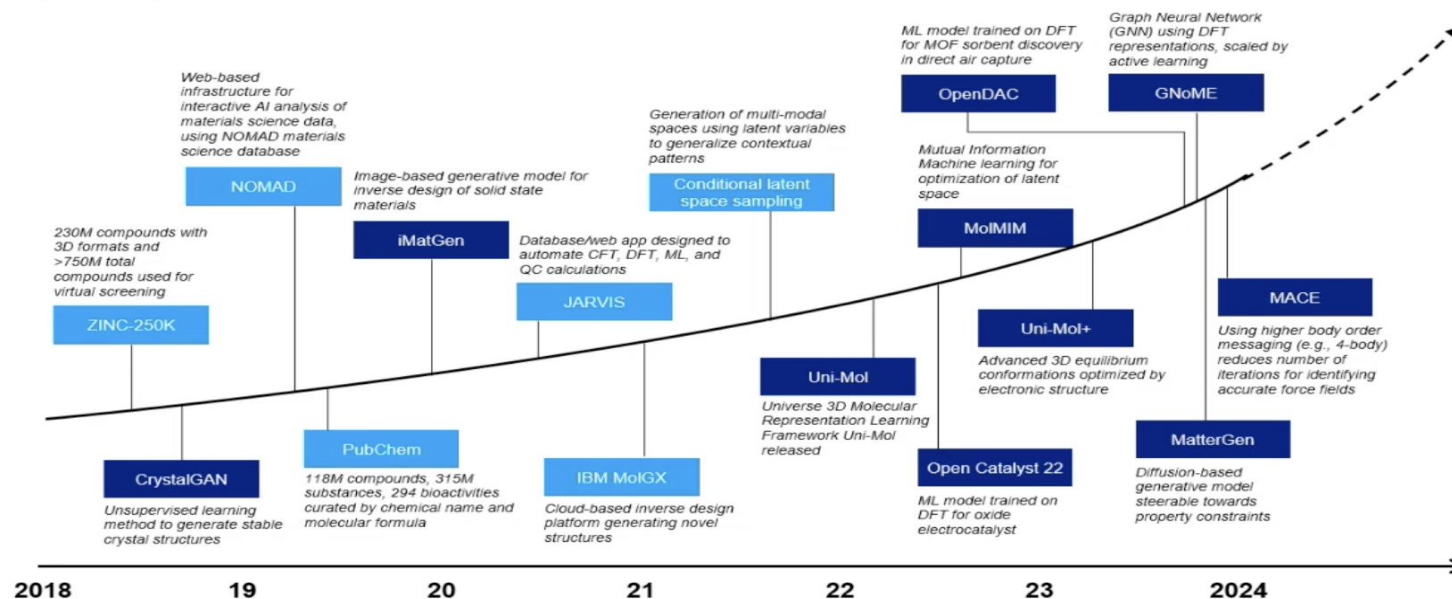 Web-based
infrastructure for
interactive AI analysis of
materials science data,
using NOMAD materials
science database
NOMAD
230M compounds with
3D formats and
>750M total
compounds used for
virtual screening
ZINC-250K
CrystalGAN
Unsupervised learning
method to generate stable
crystal structures
Image-based generative model for
inverse design of solid state
materials
iMatGen
PubChem
118M compounds, 315M
substances, 294 bioactivities
curated by chemical name and
molecular formula
Database/web app designed to
automate CFT, DFT, ML, and
QC calculations
JARVIS
IBM MolGX
Cloud-based inverse design
platform generating novel
structures
Generation of multi-modal
spaces using latent variables
to generalize contextual
patterns
Conditional latent
space sampling
Uni-Mol
Universe 3D Molecular
Representation Learning
Framework Uni-Mol
released
ML model trained on DFT
for MOF sorbent discovery
in direct air capture
OpenDAC
Mutual Information
Machine learning for
optimization of latent
space
MolMIM
Open Catalyst 22
ML model trained on
DFT for oxide
electrocatalyst
Uni-Mol+
Advanced 3D equilibrium
conformations optimized by
electronic structure
Graph Neural Network
(GNN) using DFT
representations, scaled by
active learning
GNoME
MACE
Using higher body order
messaging (e.g., 4-body)
reduces number of
iterations for identifying
accurate force fields
MatterGen
Diffusion-based
generative model
steerable towards
property constraints
2018 19 20 21 22 23 2024